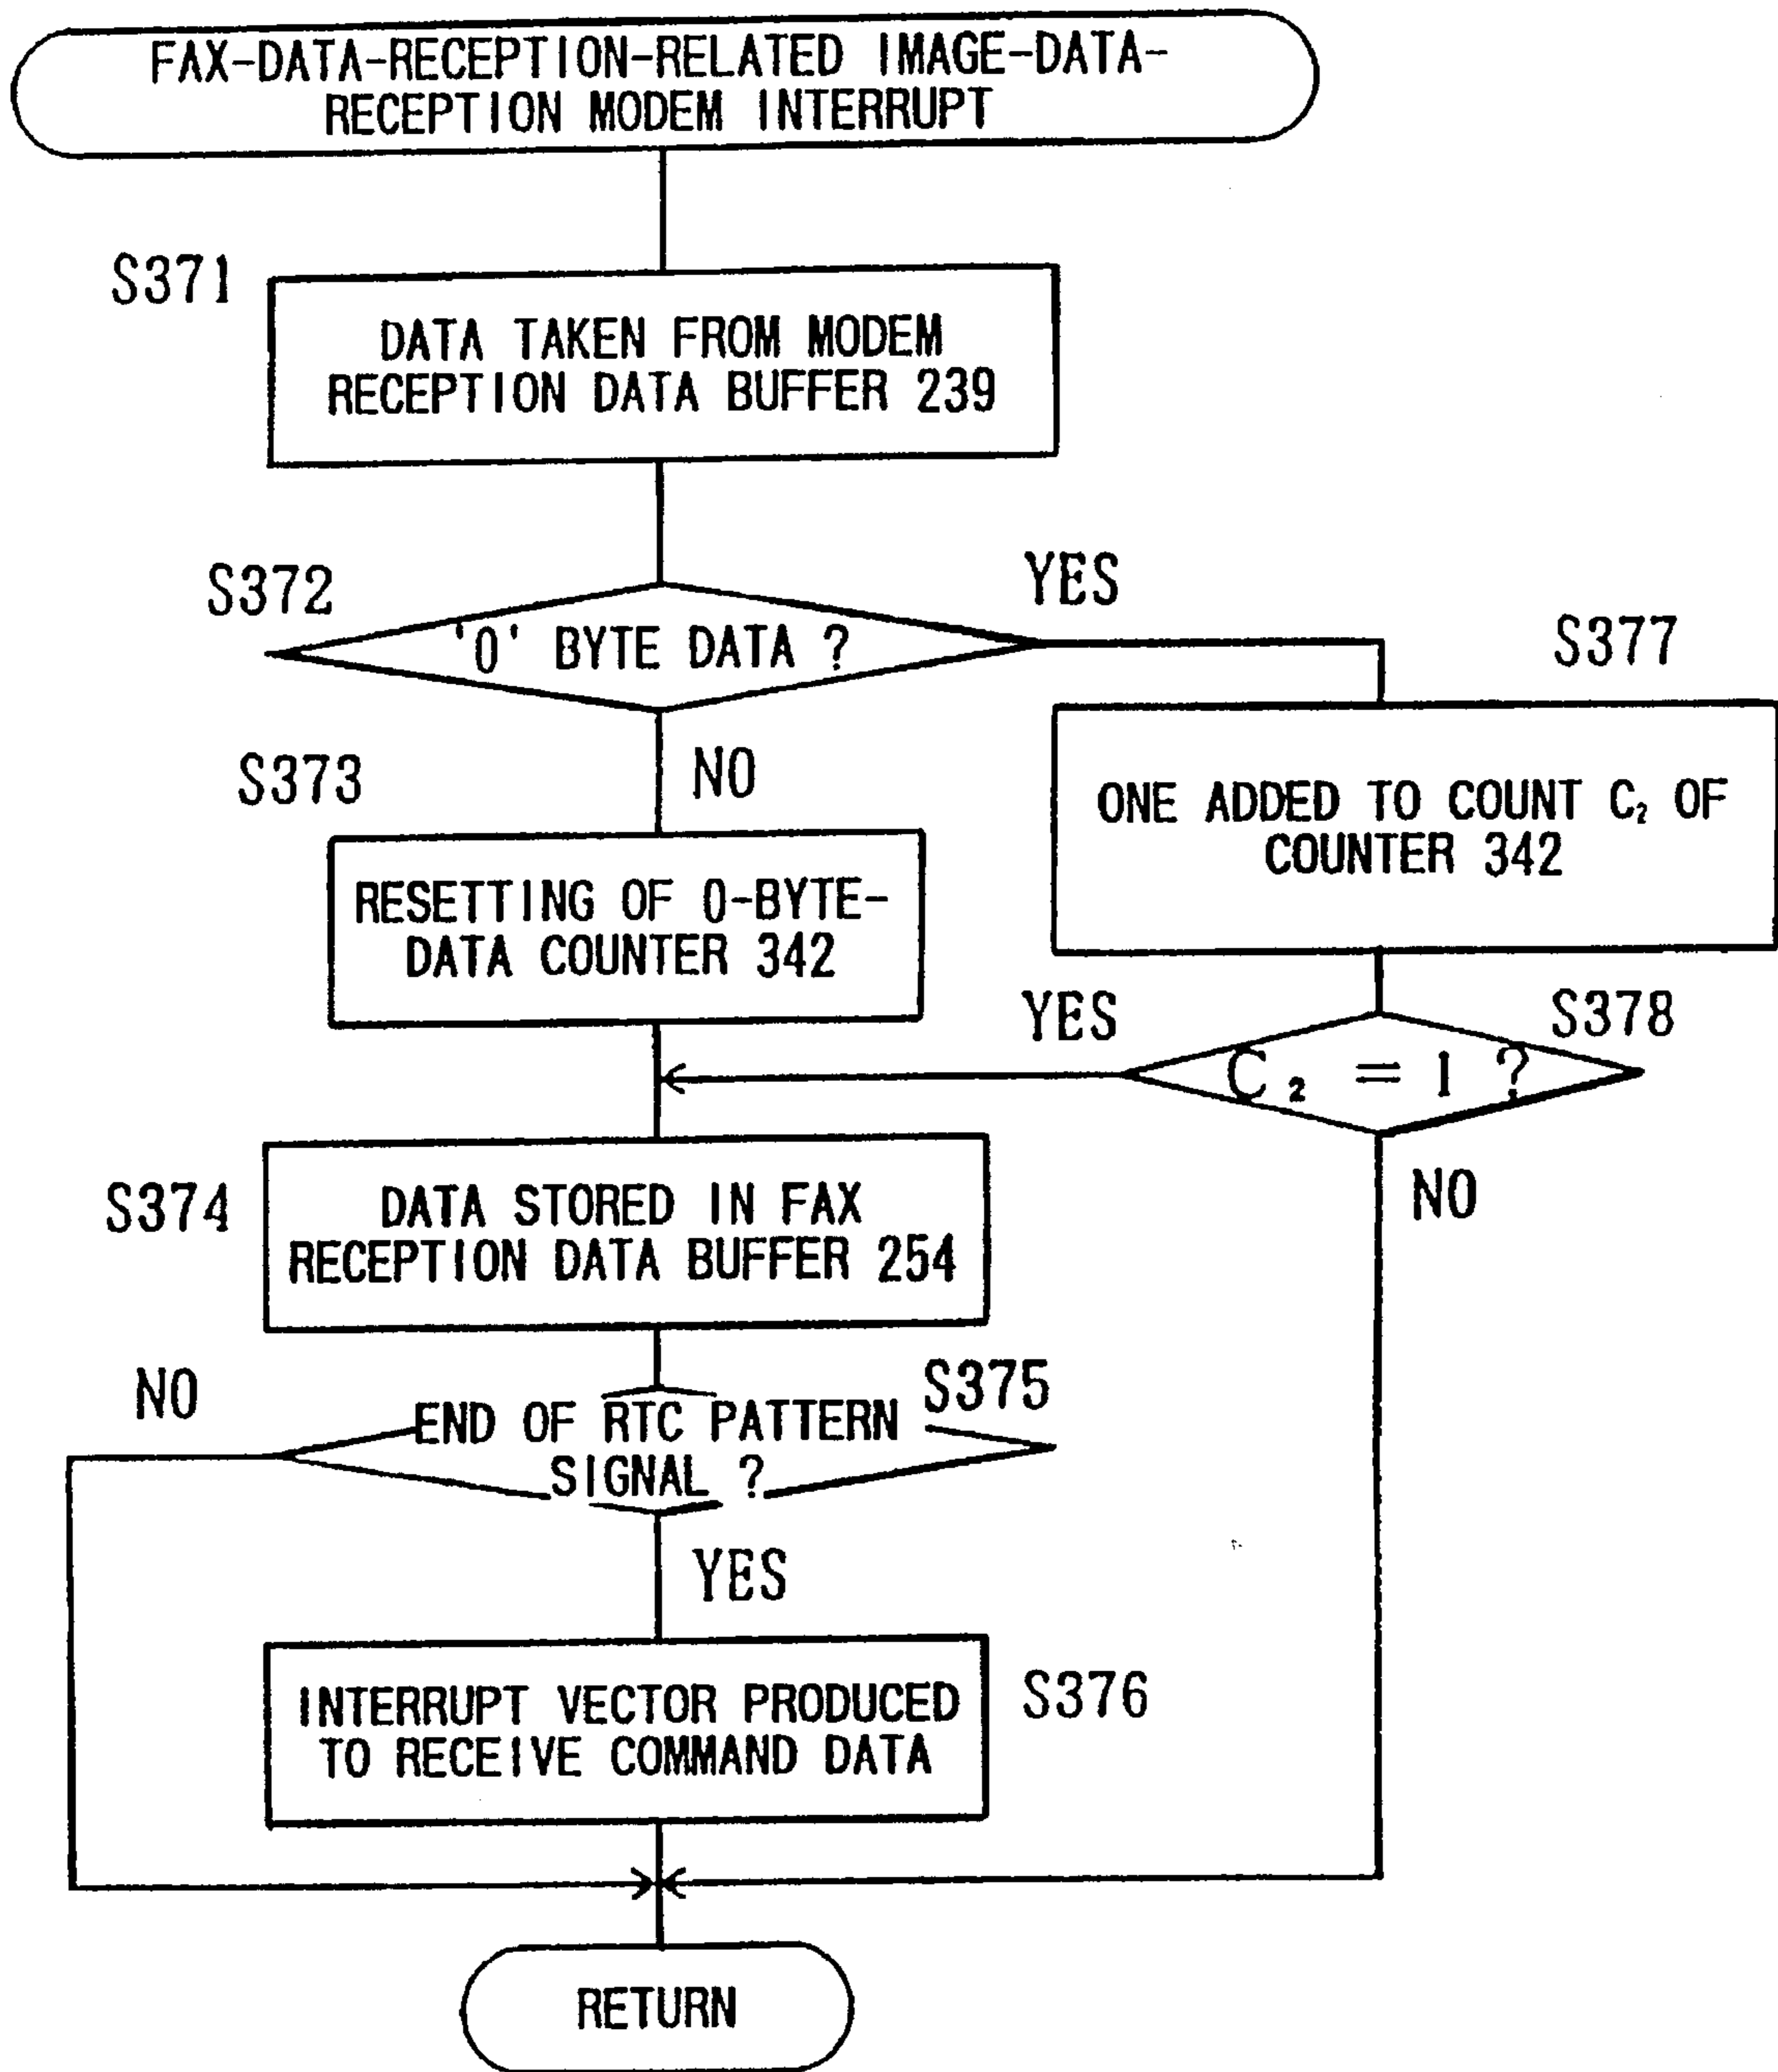 FAX-DATA-RECEPTION-RELATED IMAGE-DATA-
RECEPTION MODEM INTERRUPT
S371
DATA TAKEN FROM MODEM
RECEPTION DATA BUFFER 239
S372
YES
'0' BYTE DATA ?
S377
S373
NO
ONE ADDED TO COUNT C₂ OF
COUNTER 342
RESETTING OF 0-BYTE-
DATA COUNTER 342
YES
S378
C₂ = 1 ?
S374
DATA STORED IN FAX
RECEPTION DATA BUFFER 254
NO
NO
S375
END OF RTC PATTERN
SIGNAL ?
YES
INTERRUPT VECTOR PRODUCED
TO RECEIVE COMMAND DATA
S376
RETURN